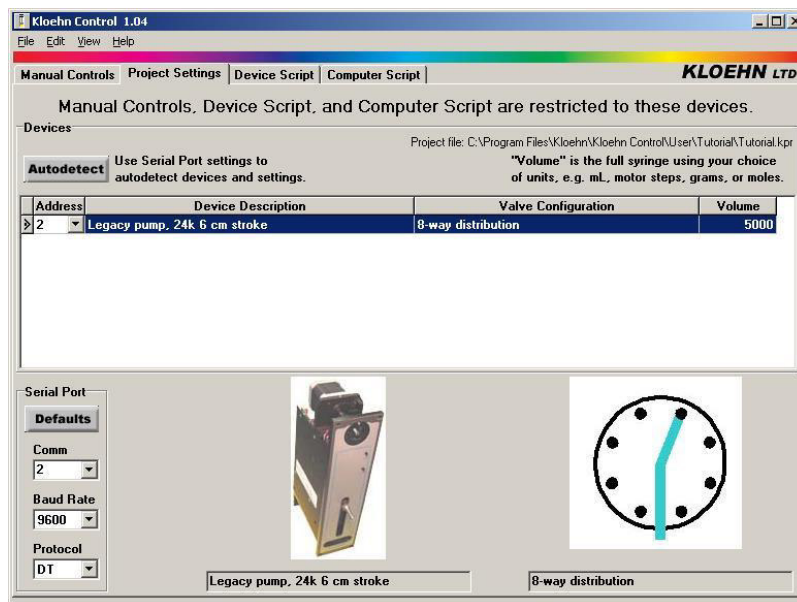 Kloehn Control 1.04
File Edit View Help
Manual Controls Project Settings Device Script Computer Script
KLOEHN LTD
Manual Controls, Device Script, and Computer Script are restricted to these devices.
Devices
Project file: C:\Program Files\Kloehn\Kloehn Control\User\Tutorial\Tutorial.kpr
Autodetect
Use Serial Port settings to
autodetect devices and settings.
"Volume" is the full syringe using your choice
of units, e.g. mL, motor steps, grams, or moles.
Address Device Description Valve Configuration Volume
2 Legacy pump, 24k 6 cm stroke 8-way distribution 5000
Serial Port
Defaults
Comm
2
Baud Rate
9600
Protocol
DT
Legacy pump, 24k 6 cm stroke
8-way distribution